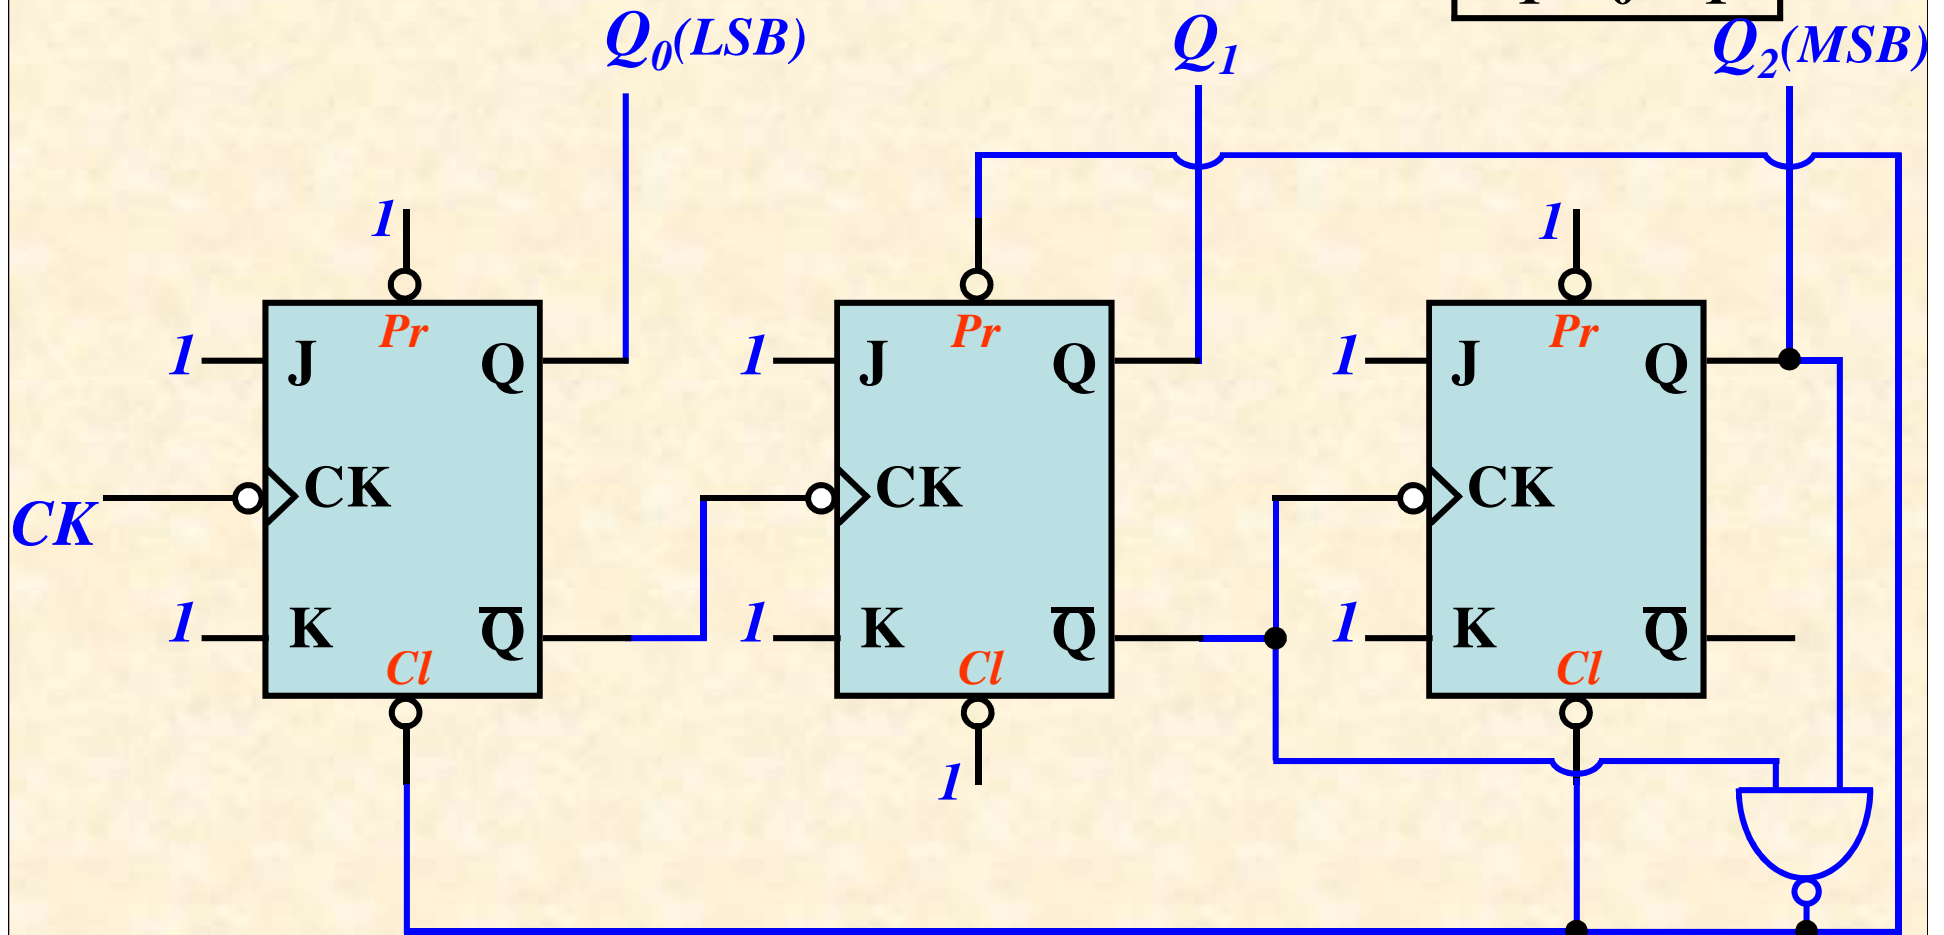 Q0(LSB) Q1 Q2(MSB)
1 1
Pr Pr Pr
1 J Q 1 J Q 1 J Q
CK CK CK CK
1 K Q̅ 1 K Q̅ 1 K Q̅
Cl Cl Cl
1